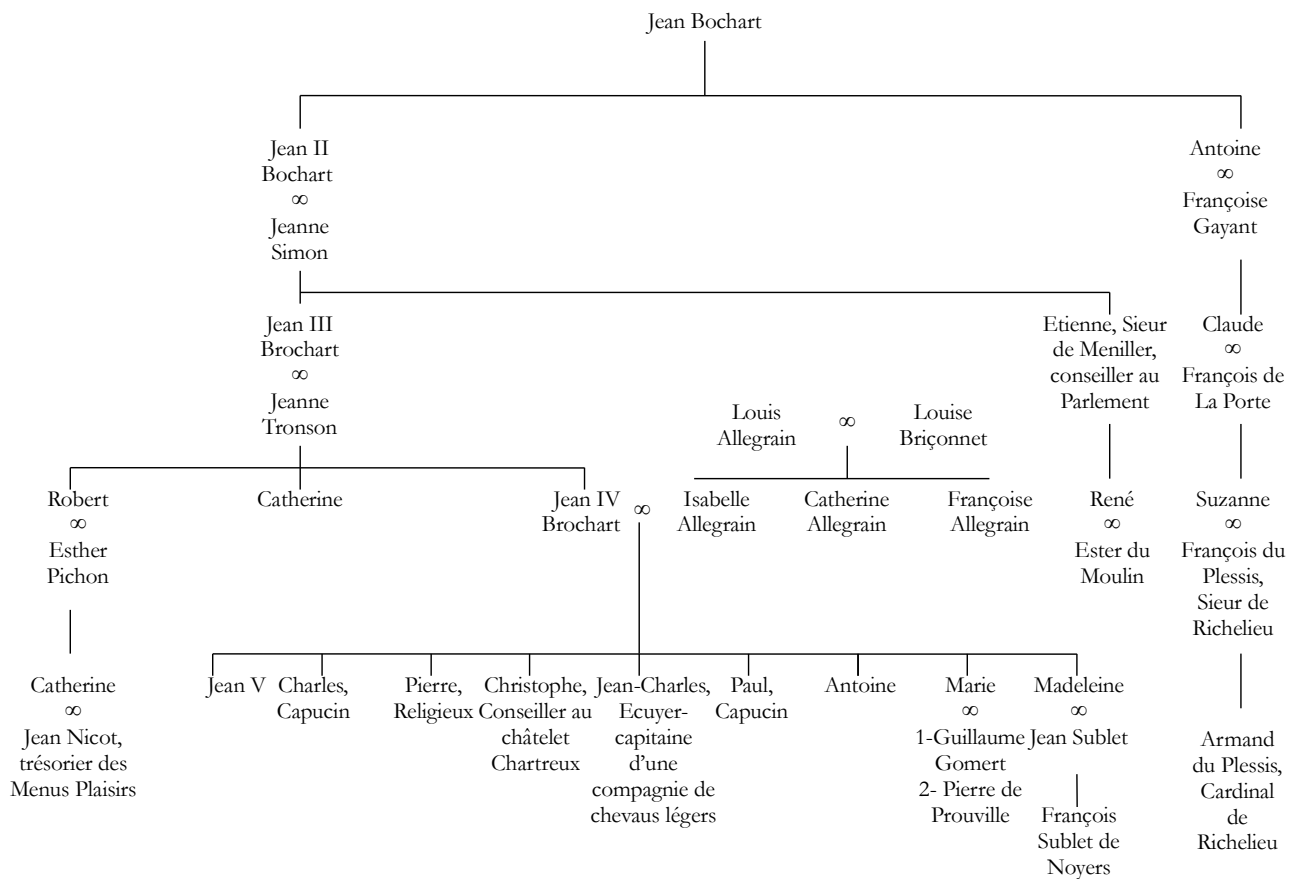 Jean Bochart
Jean II
Bochart
∞
Jeanne
Simon
Antoine
∞
Françoise
Gayant
Jean III
Brochart
∞
Jeanne
Tronson
Etienne, Sieur
de Meniller,
conseiller au
Parlement
Claude
∞
François de
La Porte
Louis
Allegrain
∞
Louise
Briçonnet
Robert
∞
Esther
Pichon
Catherine
Jean IV
Brochart
∞
Isabelle
Allegrain
Catherine
Allegrain
Françoise
Allegrain
René
∞
Ester du
Moulin
Suzanne
∞
François du
Plessis,
Sieur de
Richelieu
Catherine
∞
Jean Nicot,
trésorier des
Menus Plaisirs
Jean V
Charles,
Capucin
Pierre,
Religieux
Christophe,
Conseiller au
châtelet
Chartreux
Jean-Charles,
Ecuyer-
capitaine
d’une
compagnie de
chevaus légers
Paul,
Capucin
Antoine
Marie
∞
1-Guillaume
Gomert
2- Pierre de
Prouville
Madeleine
∞
Jean Sublet
François
Sublet de
Noyers
Armand
du Plessis,
Cardinal
de
Richelieu